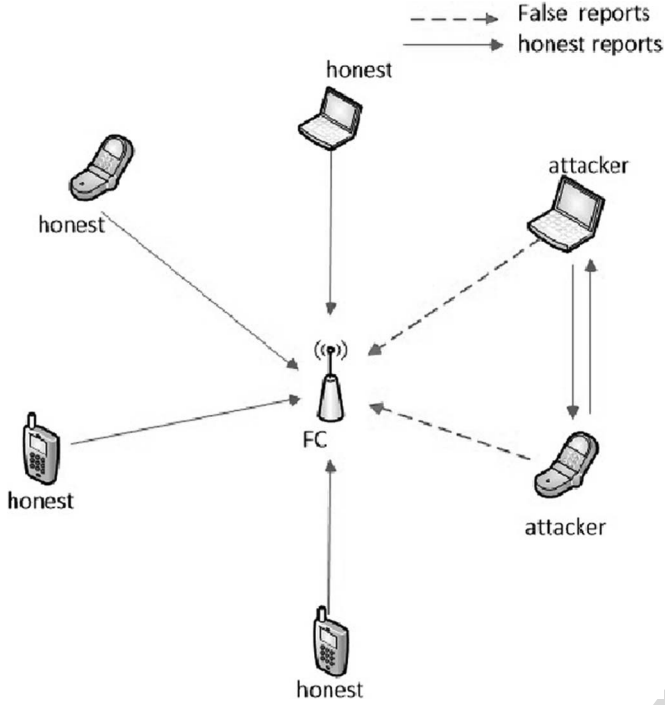 False reports
honest reports
honest
attacker
honest
FC
honest
attacker
honest